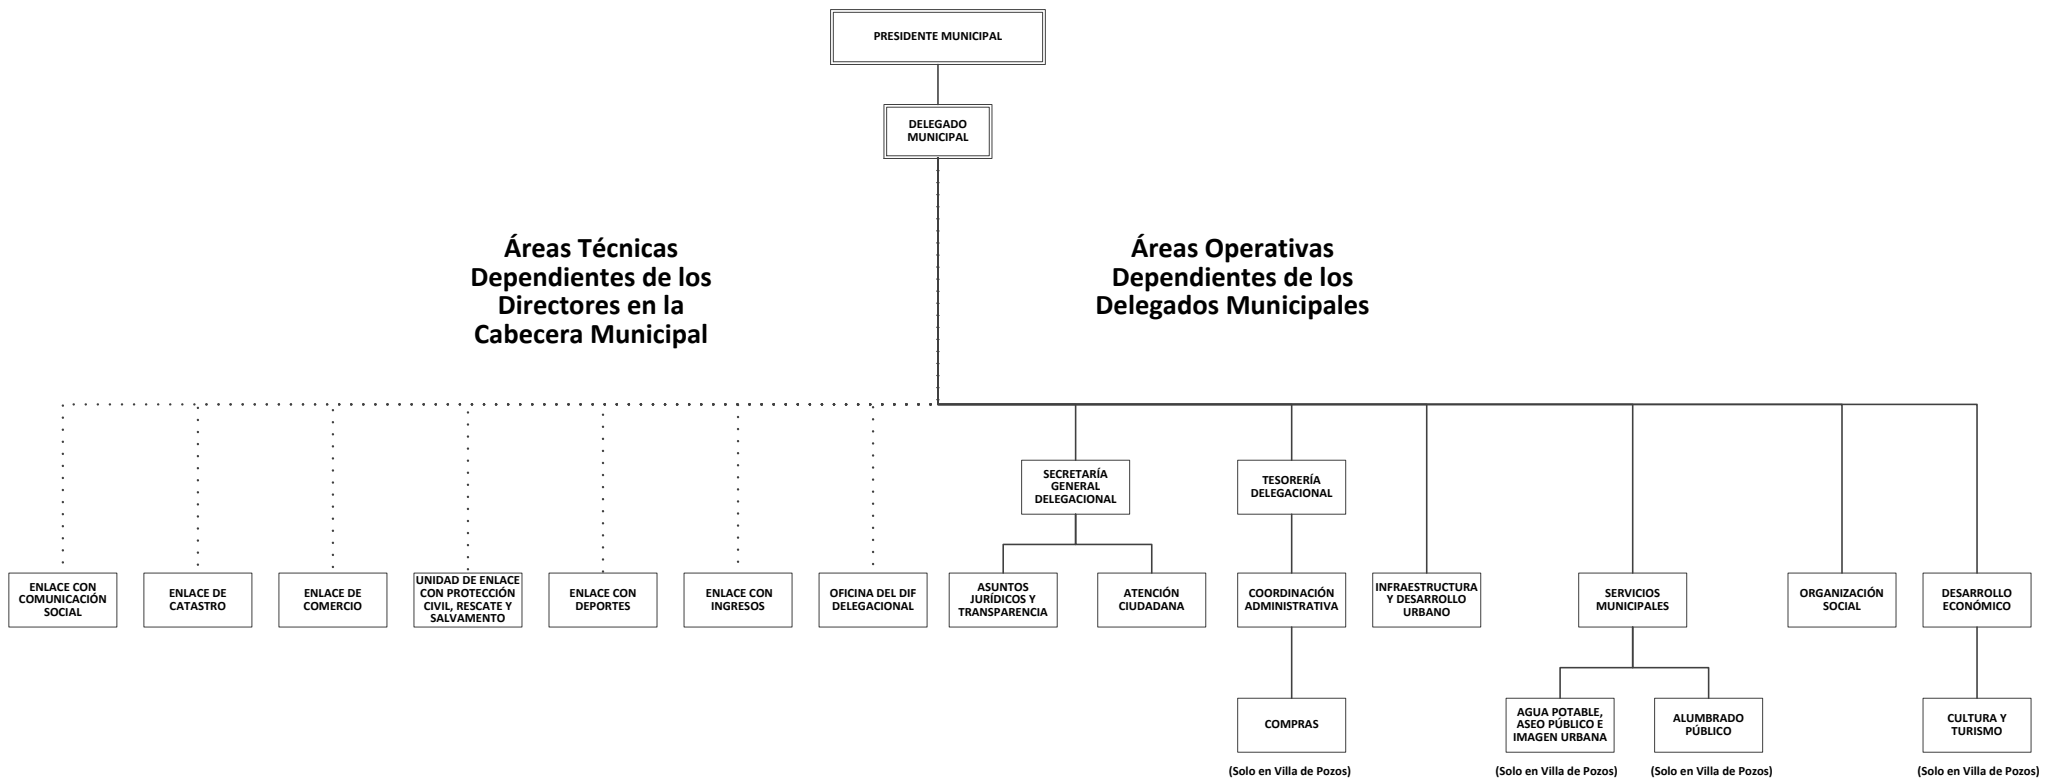 PRESIDENTE MUNICIPAL
DELEGADO
MUNICIPAL
Áreas Técnicas
Dependientes de los
Directores en la
Cabecera Municipal
Áreas Operativas
Dependientes de los
Delegados Municipales
SECRETARÍA
GENERAL
DELEGACIONAL
TESORERÍA
DELEGACIONAL
ENLACE CON
COMUNICACIÓN
SOCIAL
ENLACE DE
CATASTRO
ENLACE DE
COMERCIO
UNIDAD DE ENLACE
CON PROTECCIÓN
CIVIL, RESCATE Y
SALVAMENTO
ENLACE CON
DEPORTES
ENLACE CON
INGRESOS
OFICINA DEL DIF
DELEGACIONAL
ASUNTOS
JURÍDICOS Y
TRANSPARENCIA
ATENCIÓN
CIUDADANA
COORDINACIÓN
ADMINISTRATIVA
INFRAESTRUCTURA
Y DESARROLLO
URBANO
SERVICIOS
MUNICIPALES
ORGANIZACIÓN
SOCIAL
DESARROLLO
ECONÓMICO
COMPRAS
AGUA POTABLE,
ASEO PÚBLICO E
IMAGEN URBANA
ALUMBRADO
PÚBLICO
CULTURA Y
TURISMO
(Solo en Villa de Pozos)
(Solo en Villa de Pozos)
(Solo en Villa de Pozos)
(Solo en Villa de Pozos)